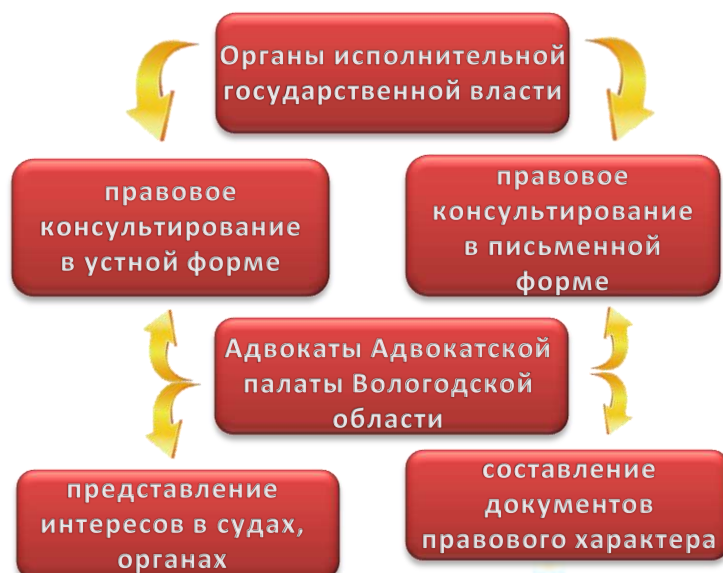 Органы исполнительной
государственной власти
правовое
консультирование
в устной форме
правовое
консультирование
в письменной
форме
Адвокаты Адвокатской
палаты Вологодской
области
представление
интересов в судах,
органах
составление
документов
правового характера